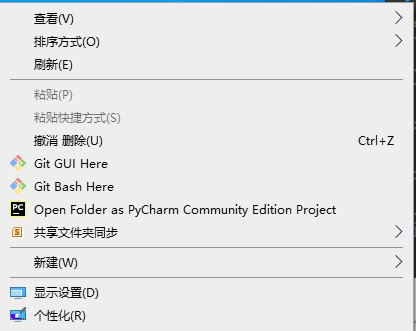 查看(V)
排序方式(O)
刷新(E)
粘贴(P)
粘贴快捷方式(S)
撤消 删除(U) Ctrl+Z
Git GUI Here
Git Bash Here
PC Open Folder as PyCharm Community Edition Project
S 共享文件夹同步
新建(W)
显示设置(D)
个性化(R)